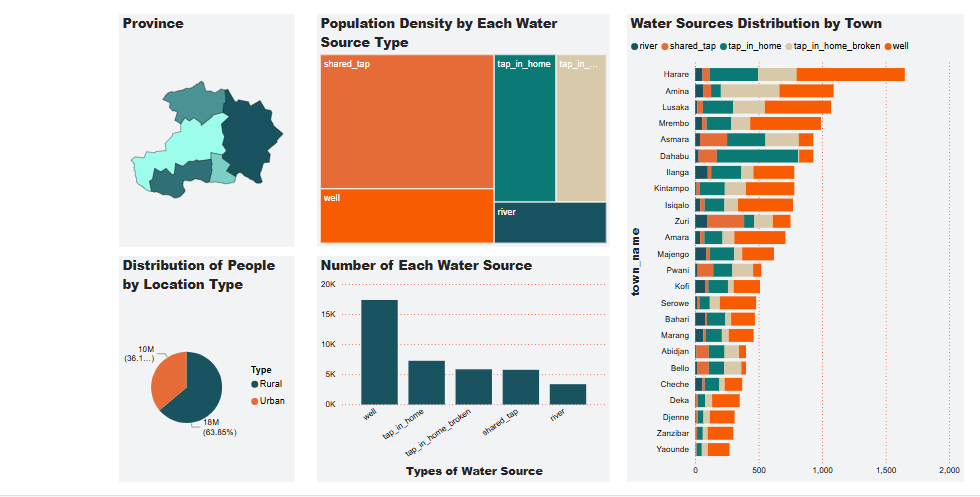 Province
Population Density by Each Water
Source Type
shared_tap
tap_in_home
tap_in_...
well
river
Distribution of People
by Location Type
10M
(36.1...)
18M
(63.85%)
Type
Rural
Urban
Number of Each Water Source
20K
15K
10K
5K
0K
well
tap_in_home
tap_in_home_broken
shared_tap
river
Types of Water Source
Water Sources Distribution by Town
river shared_tap tap_in_home tap_in_home_broken well
town_name
Harare
Amina
Lusaka
Mrembo
Asmara
Dahabu
Ilanga
Kintampo
Isiqalo
Zuri
Amara
Majengo
Pwani
Kofi
Serowe
Bahari
Marang
Abidjan
Bello
Cheche
Deka
Djenne
Zanzibar
Yaounde
0 500 1,000 1,500 2,000